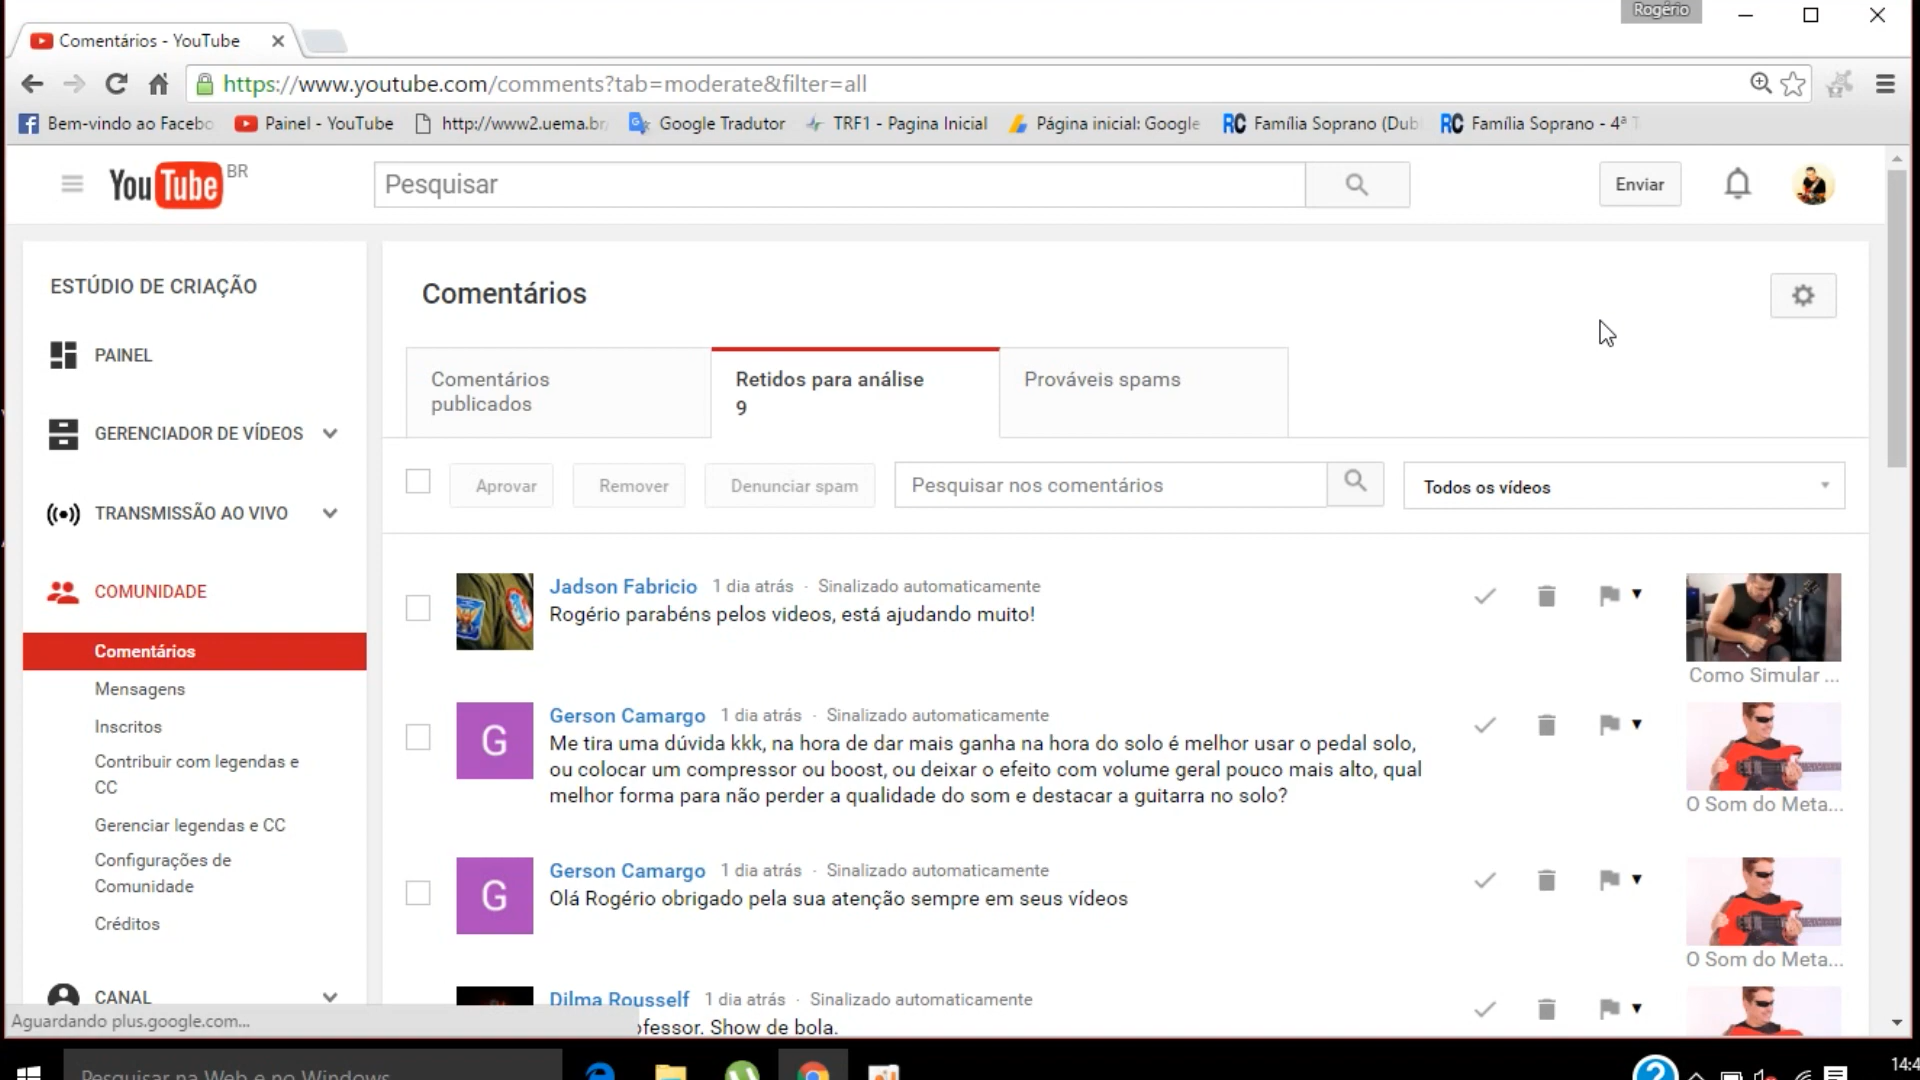 Rogério
Comentários - YouTube
https://www.youtube.com/comments?tab=moderate&filter=all
Bem-vindo ao Facebo
Painel - YouTube
http://www2.uema.br/
Google Tradutor
TRF1 - Pagina Inicial
Página inicial: Google
RC Família Soprano (Dub
RC Família Soprano - 4ª T
YouTube BR
Pesquisar
Enviar
ESTÚDIO DE CRIAÇÃO
PAINEL
GERENCIADOR DE VÍDEOS
TRANSMISSÃO AO VIVO
COMUNIDADE
Comentários
Mensagens
Inscritos
Contribuir com legendas e
CC
Gerenciar legendas e CC
Configurações de
Comunidade
Créditos
CANAL
Aguardando plus.google.com...
Comentários
Comentários
publicados
Retidos para análise
9
Prováveis spams
Aprovar
Remover
Denunciar spam
Pesquisar nos comentários
Todos os vídeos
Jadson Fabricio 1 dia atrás · Sinalizado automaticamente
Rogério parabéns pelos videos, está ajudando muito!
Como Simular ...
G
Gerson Camargo 1 dia atrás · Sinalizado automaticamente
Me tira uma dúvida kkk, na hora de dar mais ganha na hora do solo é melhor usar o pedal solo,
ou colocar um compressor ou boost, ou deixar o efeito com volume geral pouco mais alto, qual
melhor forma para não perder a qualidade do som e destacar a guitarra no solo?
O Som do Meta...
G
Gerson Camargo 1 dia atrás · Sinalizado automaticamente
Olá Rogério obrigado pela sua atenção sempre em seus vídeos
O Som do Meta...
Dilma Rousself 1 dia atrás · Sinalizado automaticamente
ofessor. Show de bola.
Pesquisar na Web e no Windows
14:4